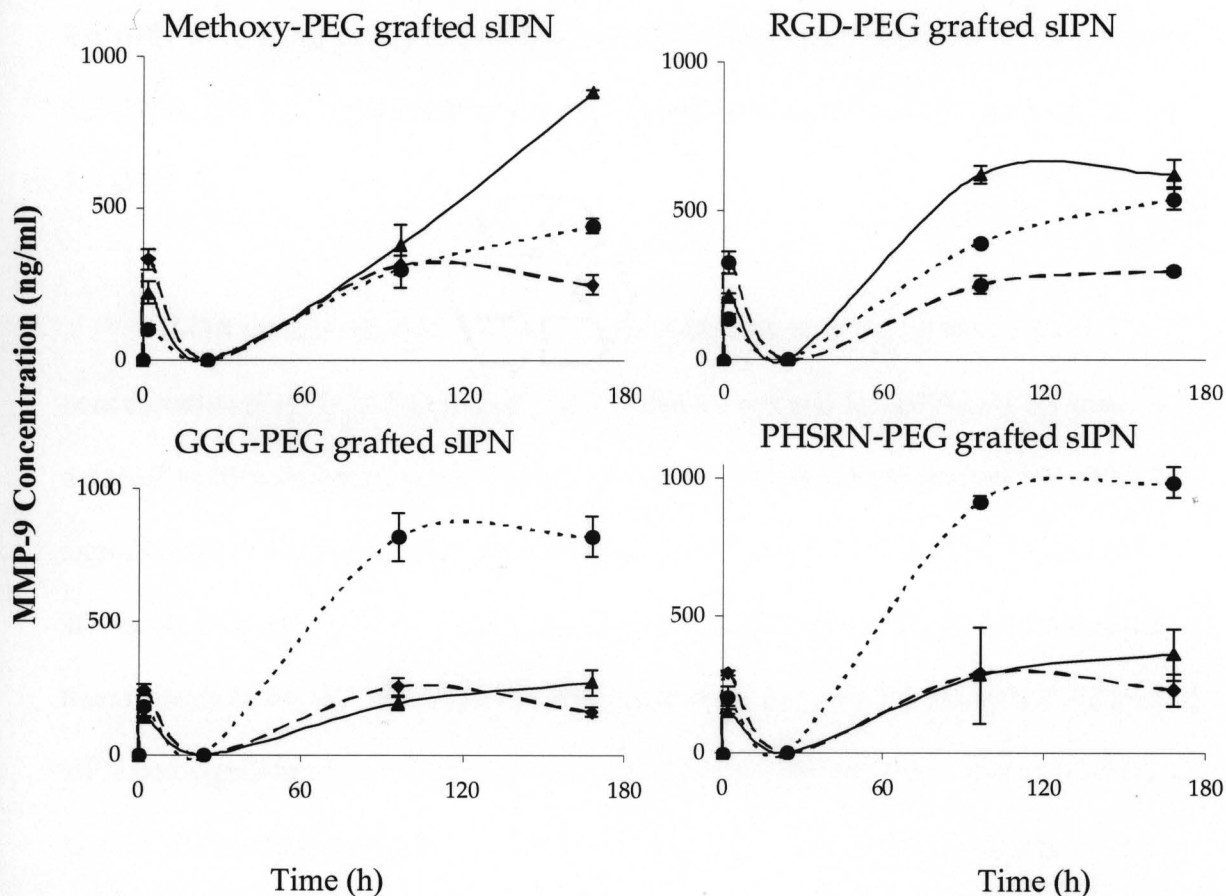 Methoxy-PEG grafted sIPN
RGD-PEG grafted sIPN
MMP-9 Concentration (ng/ml)
1000
500
0
0 60 120 180
1000
500
0
0 60 120 180
GGG-PEG grafted sIPN
PHSRN-PEG grafted sIPN
1000
500
0
0 60 120 180
1000
500
0
0 60 120 180
Time (h)
Time (h)